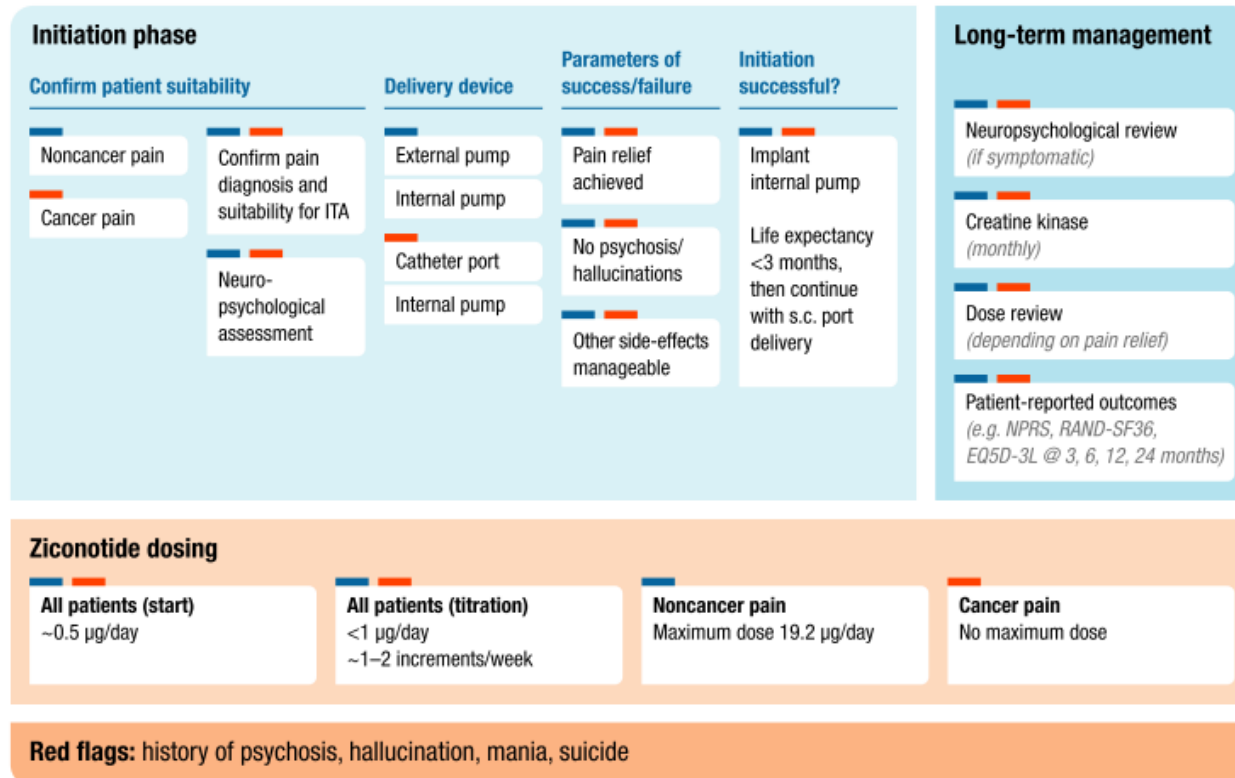 Initiation phase
Confirm patient suitability
Noncancer pain
Cancer pain
Confirm pain
diagnosis and
suitability for ITA
Neuro-
psychological
assessment
Delivery device
External pump
Internal pump
Catheter port
Internal pump
Parameters of
success/failure
Pain relief
achieved
No psychosis/
hallucinations
Other side-effects
manageable
Initiation
successful?
Implant
internal pump
Life expectancy
<3 months,
then continue
with s.c. port
delivery
Long-term management
Neuropsychological review
(if symptomatic)
Creatine kinase
(monthly)
Dose review
(depending on pain relief)
Patient-reported outcomes
(e.g. NPRS, RAND-SF36,
EQ5D-3L @ 3, 6, 12, 24 months)
Ziconotide dosing
All patients (start)
~0.5 µg/day
All patients (titration)
<1 µg/day
~1–2 increments/week
Noncancer pain
Maximum dose 19.2 µg/day
Cancer pain
No maximum dose
Red flags: history of psychosis, hallucination, mania, suicide